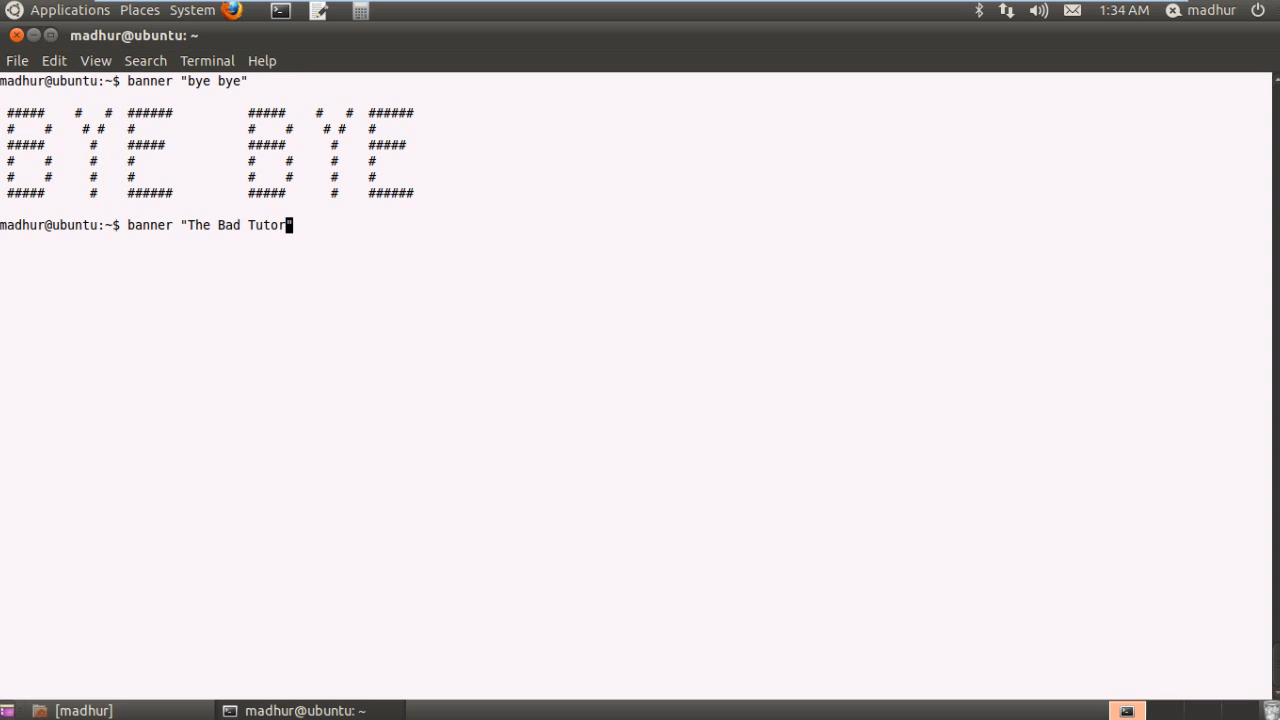 Applications Places System 1:34 AM madhur
madhur@ubuntu: ~
File Edit View Search Terminal Help
madhur@ubuntu:~$ banner "bye bye"
#####    #   #  ######          #####    #   #  ######
#    #    # #   #               #    #    # #   #
#####      #    #####           #####      #    #####
#    #     #    #               #    #     #    #
#    #     #    #               #    #     #    #
#####      #    ######          #####      #    ######
madhur@ubuntu:~$ banner "The Bad Tutor"
[madhur] madhur@ubuntu: ~